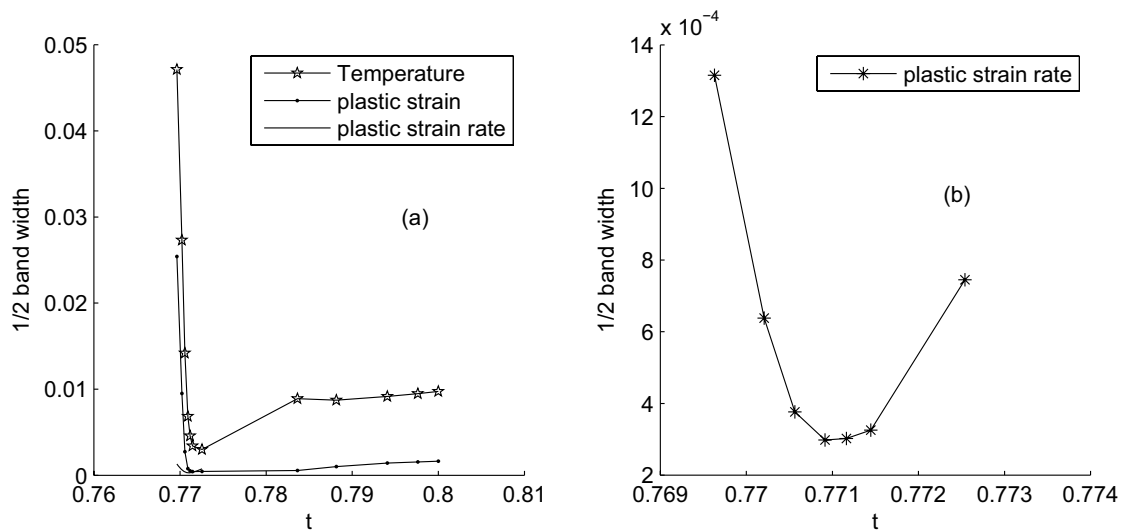 0.05
0.04
0.03
0.02
0.01
0
0.76 0.77 0.78 0.79 0.8 0.81
t
1/2 band width
Temperature
plastic strain
plastic strain rate
(a)
x 10⁻⁴
14
12
10
8
6
4
2
0.769 0.77 0.771 0.772 0.773 0.774
t
1/2 band width
plastic strain rate
(b)